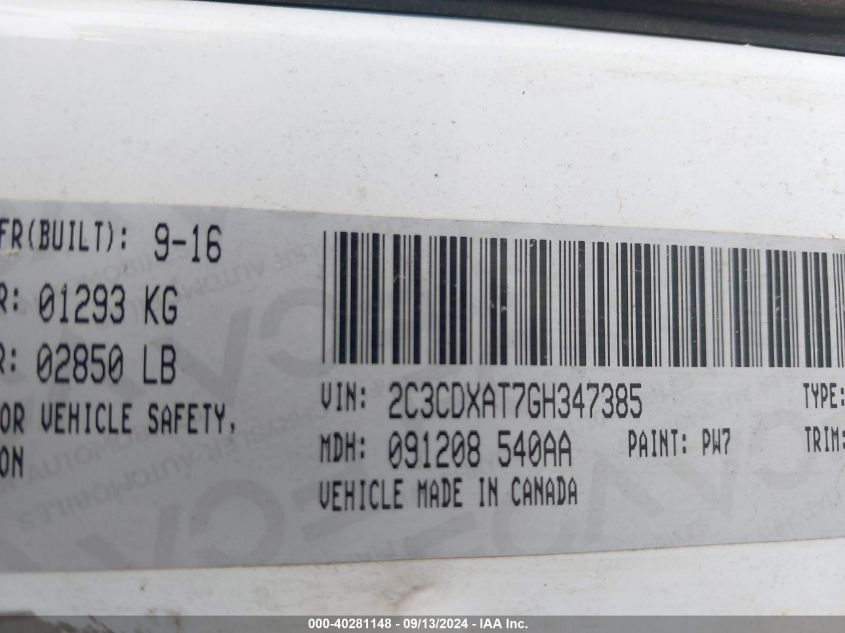 FR(BUILT): 9-16
R: 01293 KG
R: 02850 LB
OR VEHICLE SAFETY,
ON
VIN: 2C3CDXAT7GH347385 TYPE:
MDH: 091208 540AA PAINT: PW7 TRIM:
VEHICLE MADE IN CANADA
000-40281148 - 09/13/2024 - IAA Inc.